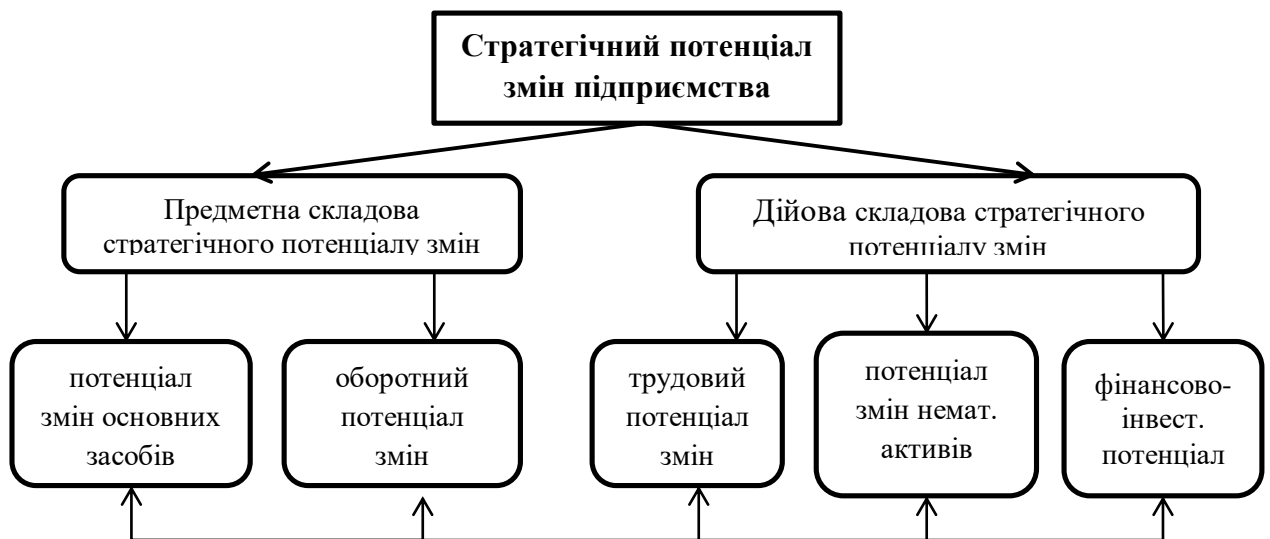 Стратегічний потенціал
змін підприємства
Предметна складова
стратегічного потенціалу змін
Дійова складова стратегічного
потенціалу змін
потенціал
змін основних
засобів
оборотний
потенціал
змін
трудовий
потенціал
змін
потенціал
змін немат.
активів
фінансово-
інвест.
потенціал